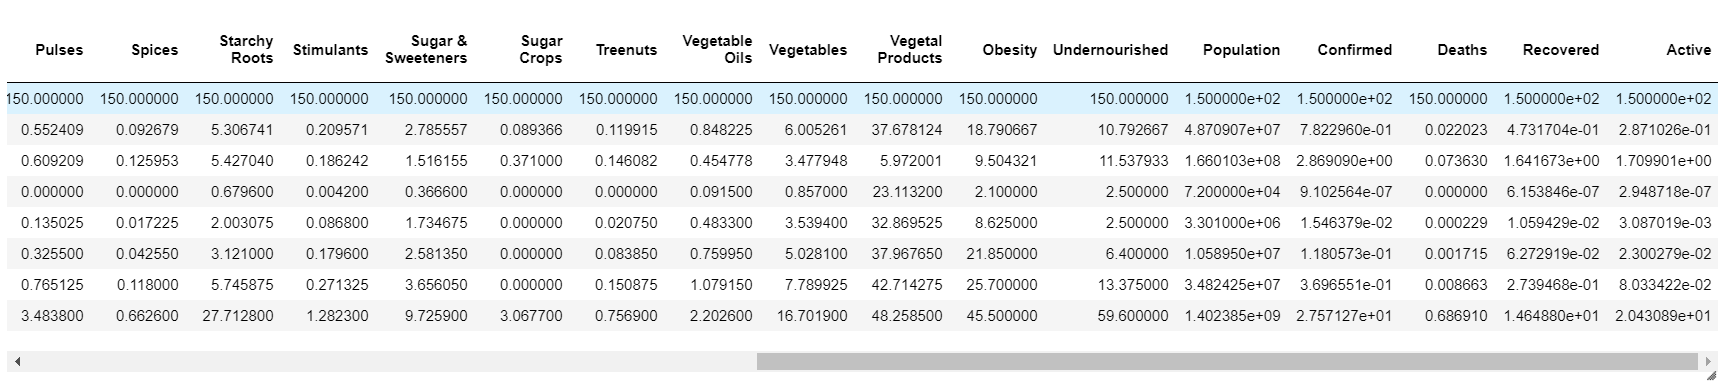 Pulses Spices Starchy Roots Stimulants Sugar & Sweeteners Sugar Crops Treenuts Vegetable Oils Vegetables Vegetal Products Obesity Undernourished Population Confirmed Deaths Recovered Active
150.000000 150.000000 150.000000 150.000000 150.000000 150.000000 150.000000 150.000000 150.000000 150.000000 150.000000 150.000000 1.500000e+02 1.500000e+02 150.000000 1.500000e+02 1.500000e+02
0.552409 0.092679 5.306741 0.209571 2.785557 0.089366 0.119915 0.848225 6.005261 37.678124 18.790667 10.792667 4.870907e+07 7.822960e-01 0.022023 4.731704e-01 2.871026e-01
0.609209 0.125953 5.427040 0.186242 1.516155 0.371000 0.146082 0.454778 3.477948 5.972001 9.504321 11.537933 1.660103e+08 2.869090e+00 0.073630 1.641673e+00 1.709901e+00
0.000000 0.000000 0.679600 0.004200 0.366600 0.000000 0.000000 0.091500 0.857000 23.113200 2.100000 2.500000 7.200000e+04 9.102564e-07 0.000000 6.153846e-07 2.948718e-07
0.135025 0.017225 2.003075 0.086800 1.734675 0.000000 0.020750 0.483300 3.539400 32.869525 8.625000 2.500000 3.301000e+06 1.546379e-02 0.000229 1.059429e-02 3.087019e-03
0.325500 0.042550 3.121000 0.179600 2.581350 0.000000 0.083850 0.759950 5.028100 37.967650 21.850000 6.400000 1.058950e+07 1.180573e-01 0.001715 6.272919e-02 2.300279e-02
0.765125 0.118000 5.745875 0.271325 3.656050 0.000000 0.150875 1.079150 7.789925 42.714275 25.700000 13.375000 3.482425e+07 3.696551e-01 0.008663 2.739468e-01 8.033422e-02
3.483800 0.662600 27.712800 1.282300 9.725900 3.067700 0.756900 2.202600 16.701900 48.258500 45.500000 59.600000 1.402385e+09 2.757127e+01 0.686910 1.464880e+01 2.043089e+01